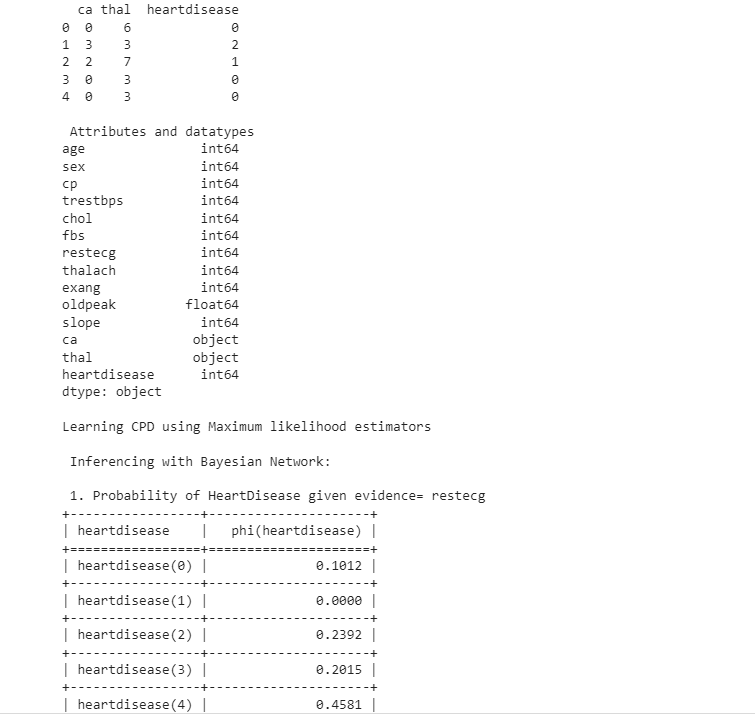 ca thal  heartdisease
0  0    6             0
1  3    3             2
2  2    7             1
3  0    3             0
4  0    3             0
 Attributes and datatypes
age               int64
sex               int64
cp                int64
trestbps          int64
chol              int64
fbs               int64
restecg           int64
thalach           int64
exang             int64
oldpeak         float64
slope             int64
ca               object
thal             object
heartdisease      int64
dtype: object
Learning CPD using Maximum likelihood estimators
 Inferencing with Bayesian Network:
 1. Probability of HeartDisease given evidence= restecg
+-----------------+---------------------+
| heartdisease    |   phi(heartdisease) |
+=================+=====================+
| heartdisease(0) |              0.1012 |
+-----------------+---------------------+
| heartdisease(1) |              0.0000 |
+-----------------+---------------------+
| heartdisease(2) |              0.2392 |
+-----------------+---------------------+
| heartdisease(3) |              0.2015 |
+-----------------+---------------------+
| heartdisease(4) |              0.4581 |